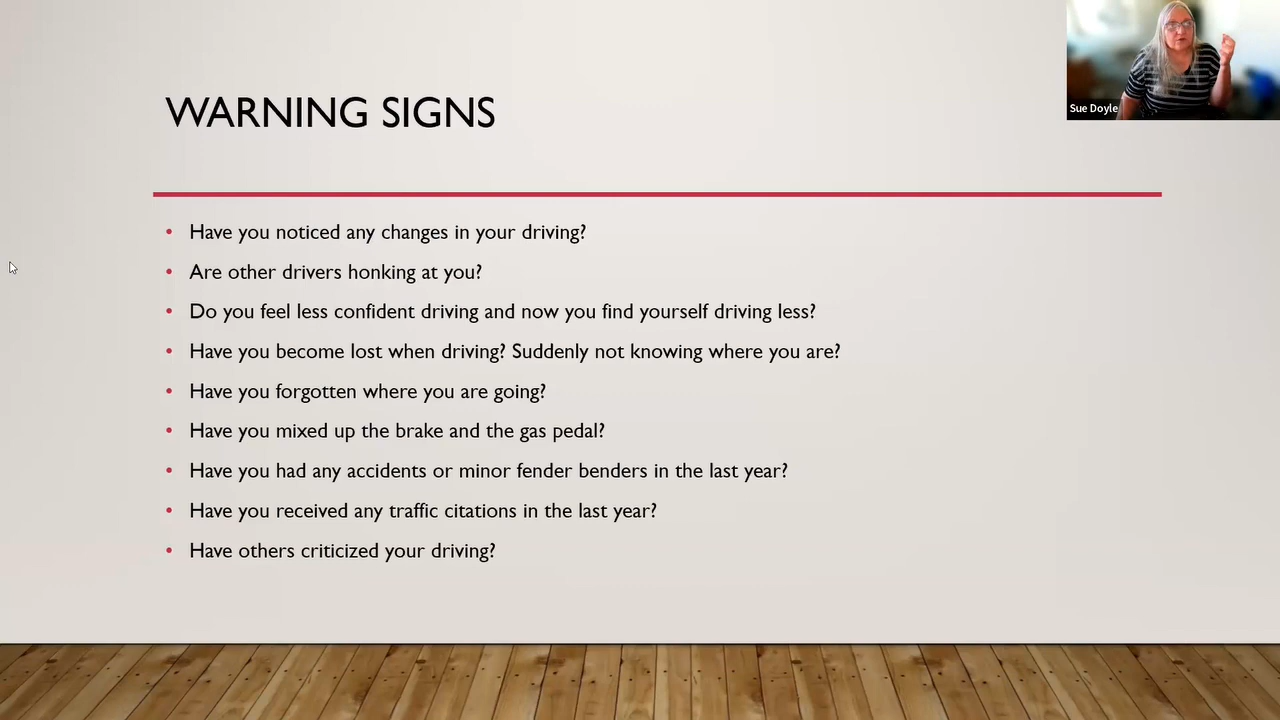 WARNING SIGNS
• Have you noticed any changes in your driving?
• Are other drivers honking at you?
• Do you feel less confident driving and now you find yourself driving less?
• Have you become lost when driving? Suddenly not knowing where you are?
• Have you forgotten where you are going?
• Have you mixed up the brake and the gas pedal?
• Have you had any accidents or minor fender benders in the last year?
• Have you received any traffic citations in the last year?
• Have others criticized your driving?
Sue Doyle